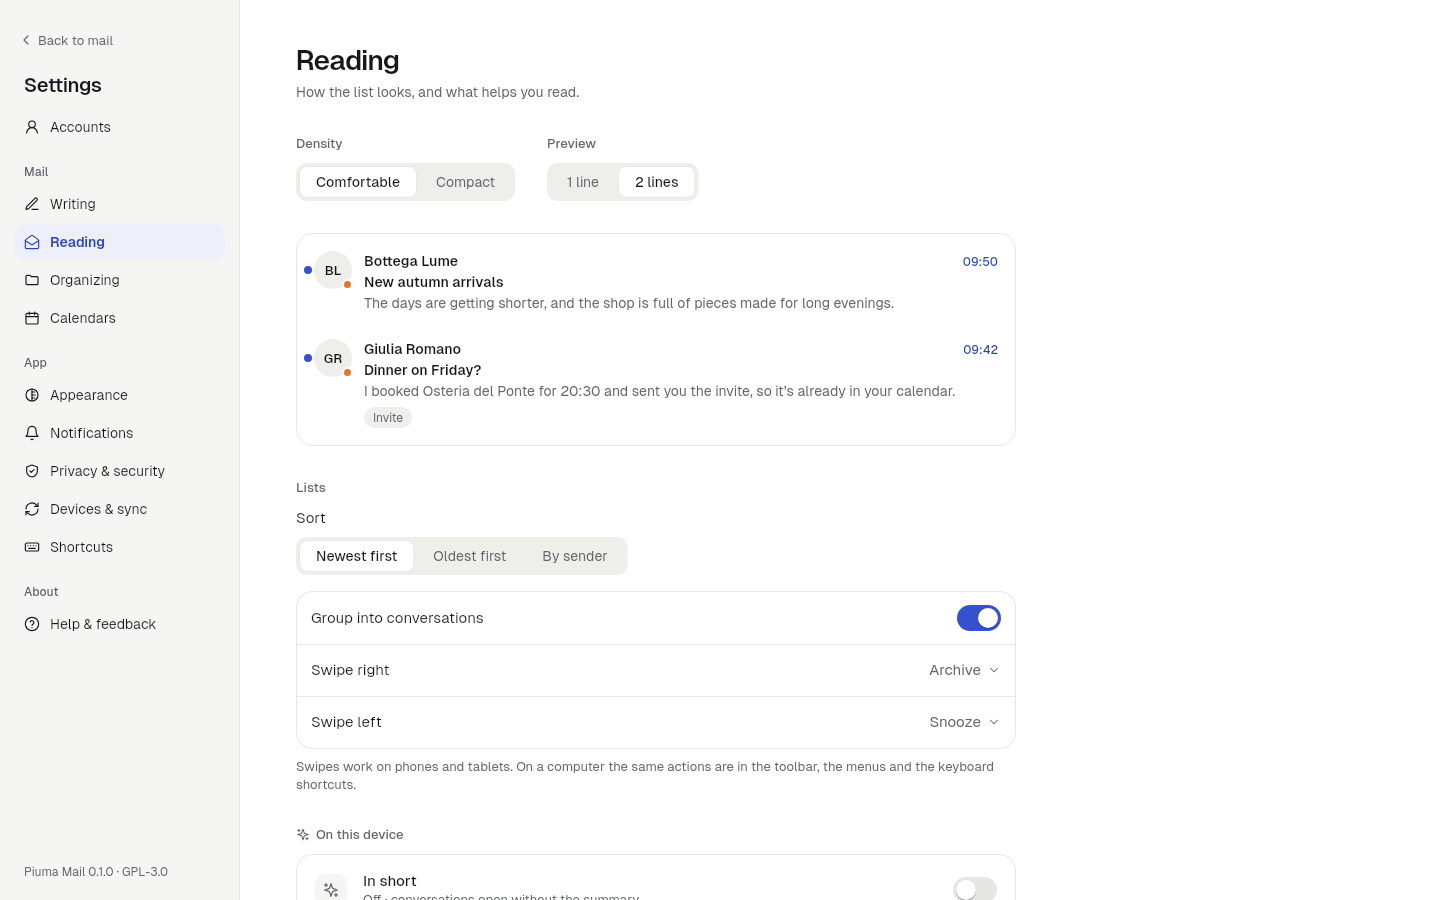 Back to mail
Settings
Accounts
Mail
Writing
Reading
Organizing
Calendars
App
Appearance
Notifications
Privacy & security
Devices & sync
Shortcuts
About
Help & feedback
Piuma Mail 0.1.0 · GPL-3.0
Reading
How the list looks, and what helps you read.
Density
Preview
Comfortable Compact
1 line 2 lines
BL
Bottega Lume 09:50
New autumn arrivals
The days are getting shorter, and the shop is full of pieces made for long evenings.
GR
Giulia Romano 09:42
Dinner on Friday?
I booked Osteria del Ponte for 20:30 and sent you the invite, so it's already in your calendar.
Invite
Lists
Sort
Newest first Oldest first By sender
Group into conversations
Swipe right Archive
Swipe left Snooze
Swipes work on phones and tablets. On a computer the same actions are in the toolbar, the menus and the keyboard
shortcuts.
On this device
In short
Off · conversations open without the summary